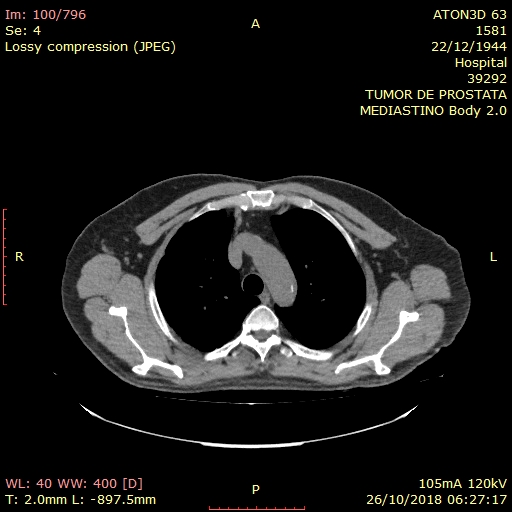 Im: 100/796
Se: 4
Lossy compression (JPEG)
A
ATON3D 63
1581
22/12/1944
Hospital
39292
TUMOR DE PROSTATA
MEDIASTINO Body 2.0
R
L
WL: 40 WW: 400 [D]
T: 2.0mm L: -897.5mm
P
105mA 120kV
26/10/2018 06:27:17